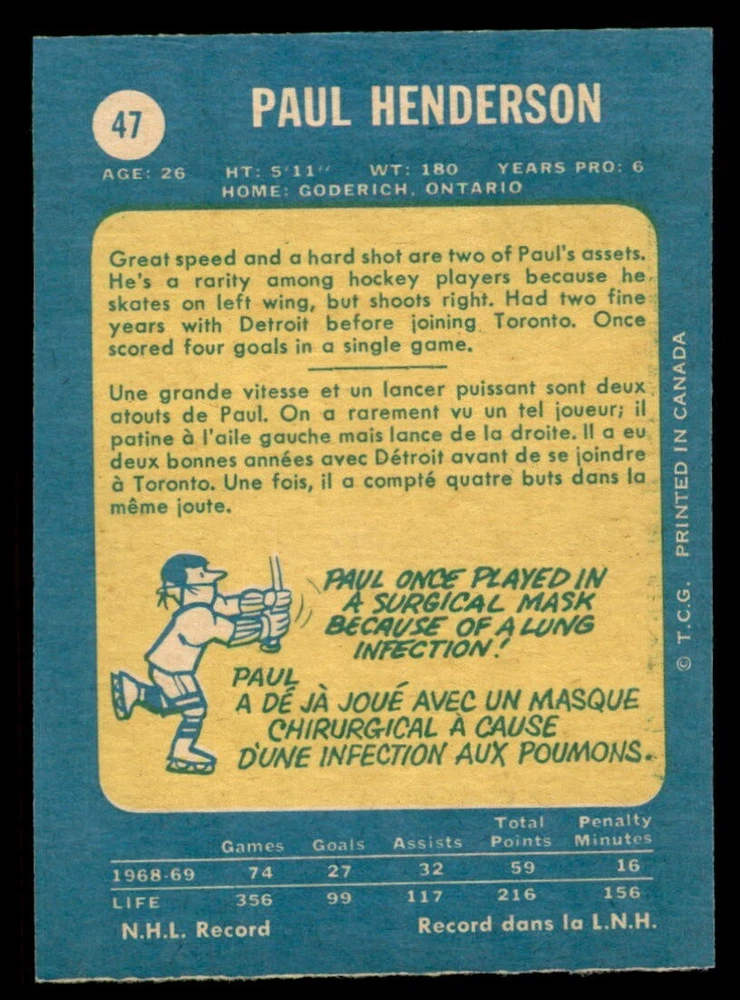 47
PAUL HENDERSON
AGE: 26 HT: 5'11" WT: 180 YEARS PRO: 6
HOME: GODERICH, ONTARIO
Great speed and a hard shot are two of Paul's assets.
He's a rarity among hockey players because he
skates on left wing, but shoots right. Had two fine
years with Detroit before joining Toronto. Once
scored four goals in a single game.
Une grande vitesse et un lancer puissant sont deux
atouts de Paul. On a rarement vu un tel joueur; il
patine à l'aile gauche mais lance de la droite. Il a eu
deux bonnes années avec Détroit avant de se joindre
à Toronto. Une fois, il a compté quatre buts dans la
même joute.
PAUL ONCE PLAYED IN
A SURGICAL MASK
BECAUSE OF A LUNG
INFECTION!
PAUL
A DÉ JÀ JOUÉ AVEC UN MASQUE
CHIRURGICAL À CAUSE
D'UNE INFECTION AUX POUMONS.
© T.C.G. PRINTED IN CANADA
Games Goals Assists Total Points Penalty Minutes
1968-69 74 27 32 59 16
LIFE 356 99 117 216 156
N.H.L. Record Record dans la L.N.H.